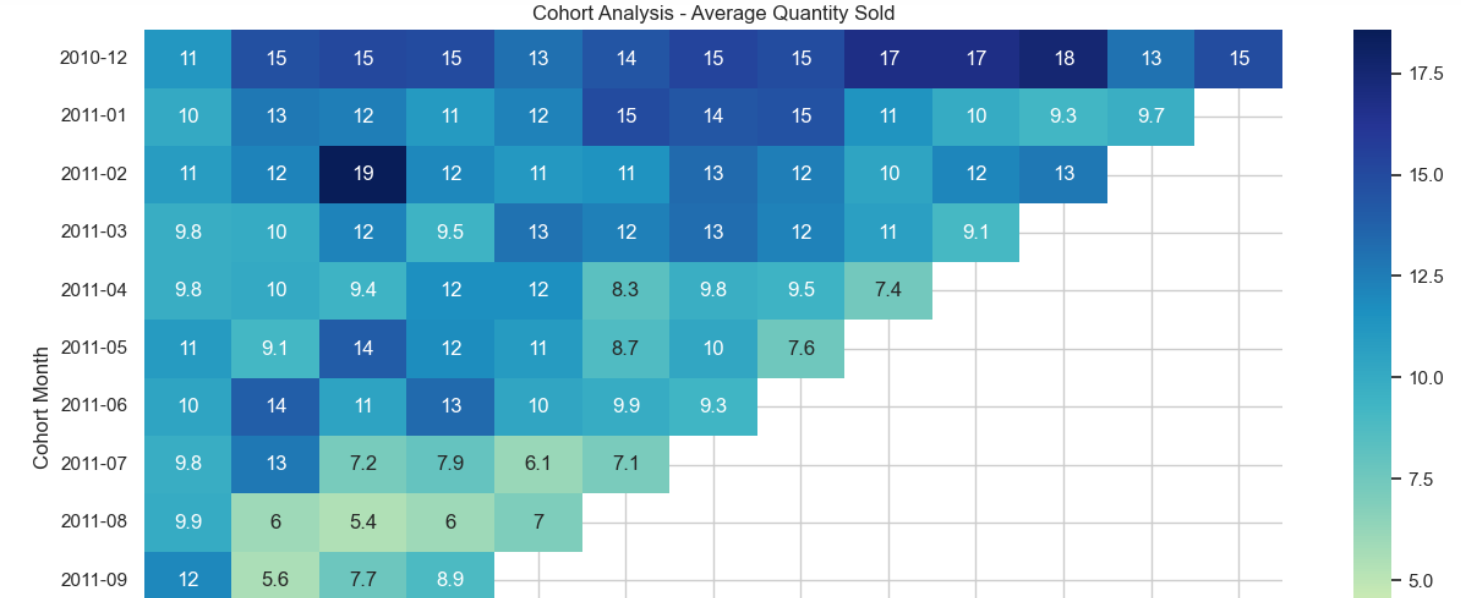 Cohort Analysis - Average Quantity Sold
2010-12 11 15 15 15 13 14 15 15 17 17 18 13 15
17.5
2011-01 10 13 12 11 12 15 14 15 11 10 9.3 9.7
2011-02 11 12 19 12 11 11 13 12 10 12 13
15.0
2011-03 9.8 10 12 9.5 13 12 13 12 11 9.1
12.5
2011-04 9.8 10 9.4 12 12 8.3 9.8 9.5 7.4
2011-05 11 9.1 14 12 11 8.7 10 7.6
10.0
Cohort Month
2011-06 10 14 11 13 10 9.9 9.3
2011-07 9.8 13 7.2 7.9 6.1 7.1
7.5
2011-08 9.9 6 5.4 6 7
2011-09 12 5.6 7.7 8.9
5.0